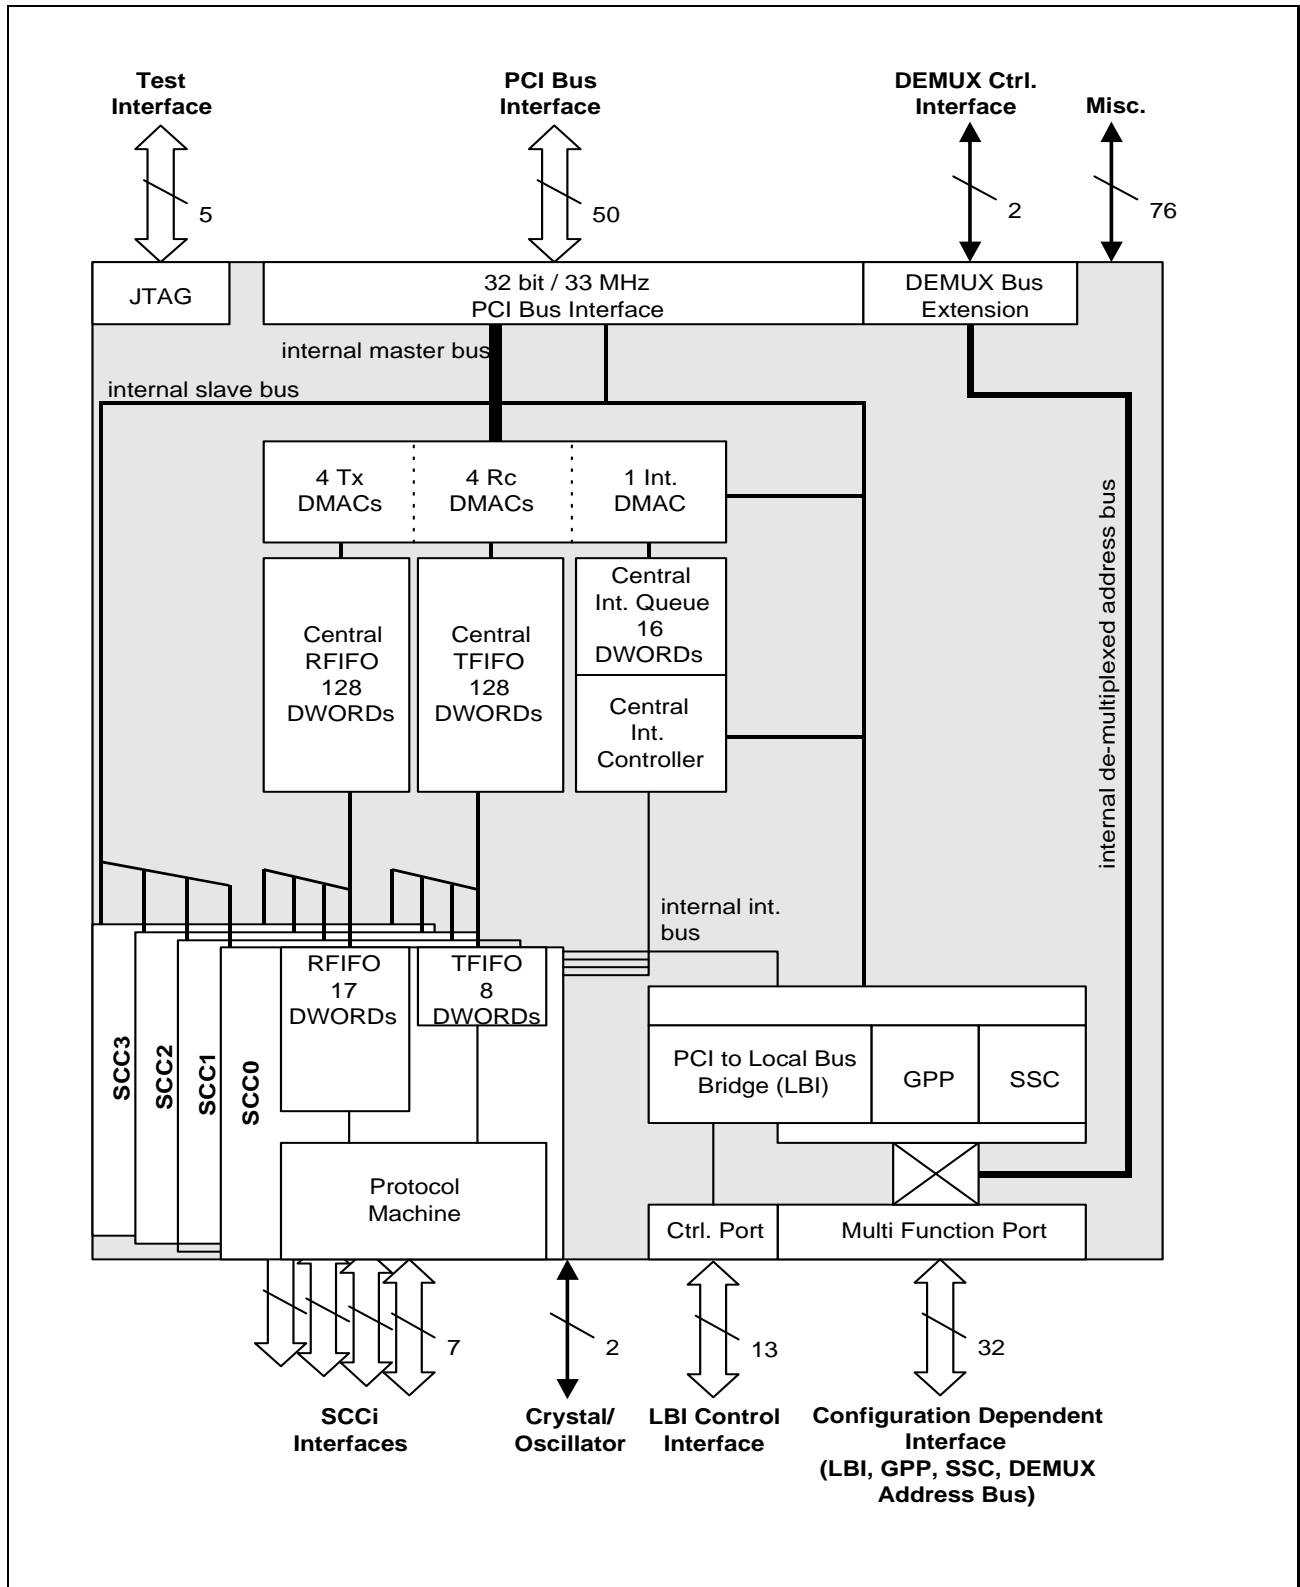 Test
Interface
PCI Bus
Interface
DEMUX Ctrl.
Interface
Misc.
5
50
2
76
JTAG
32 bit / 33 MHz
PCI Bus Interface
DEMUX Bus
Extension
internal master bus
internal slave bus
4 Tx
DMACs
4 Rc
DMACs
1 Int.
DMAC
internal de-multiplexed address bus
Central
RFIFO
128
DWORDs
Central
TFIFO
128
DWORDs
Central
Int. Queue
16
DWORDs
Central
Int.
Controller
internal int.
bus
SCC3
SCC2
SCC1
SCC0
RFIFO
17
DWORDs
TFIFO
8
DWORDs
PCI to Local Bus
Bridge (LBI)
GPP
SSC
Protocol
Machine
Ctrl. Port
Multi Function Port
7
2
13
32
SCCi
Interfaces
Crystal/
Oscillator
LBI Control
Interface
Configuration Dependent
Interface
(LBI, GPP, SSC, DEMUX
Address Bus)